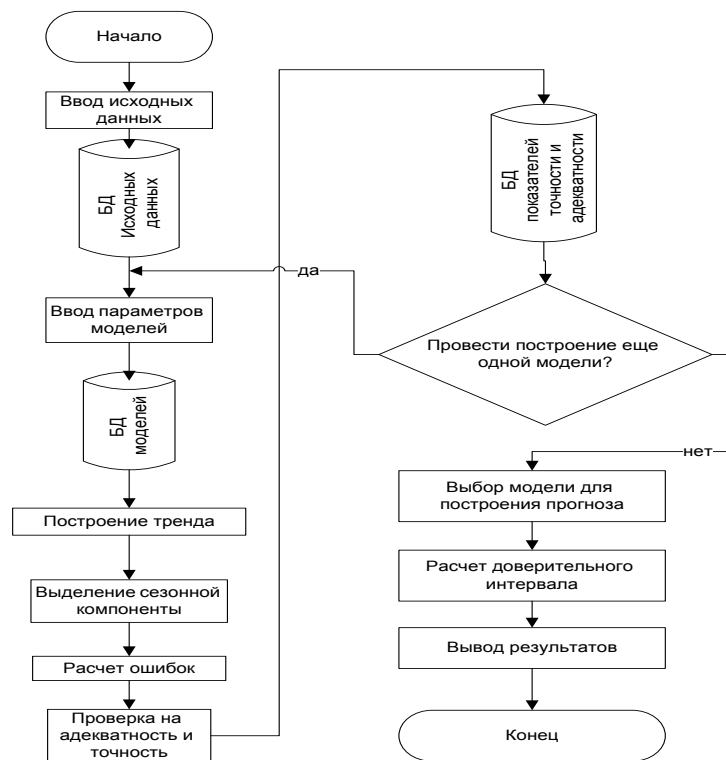 Начало
Ввод исходных
данных
БД
Исходных
данных
Ввод параметров
моделей
БД
моделей
Построение тренда
Выделение сезонной
компоненты
Расчет ошибок
Проверка на
адекватность и
точность
БД
показателей
точности и
адекватности
да
Провести построение еще
одной модели?
нет
Выбор модели для
построения прогноза
Расчет доверительного
интервала
Вывод результатов
Конец